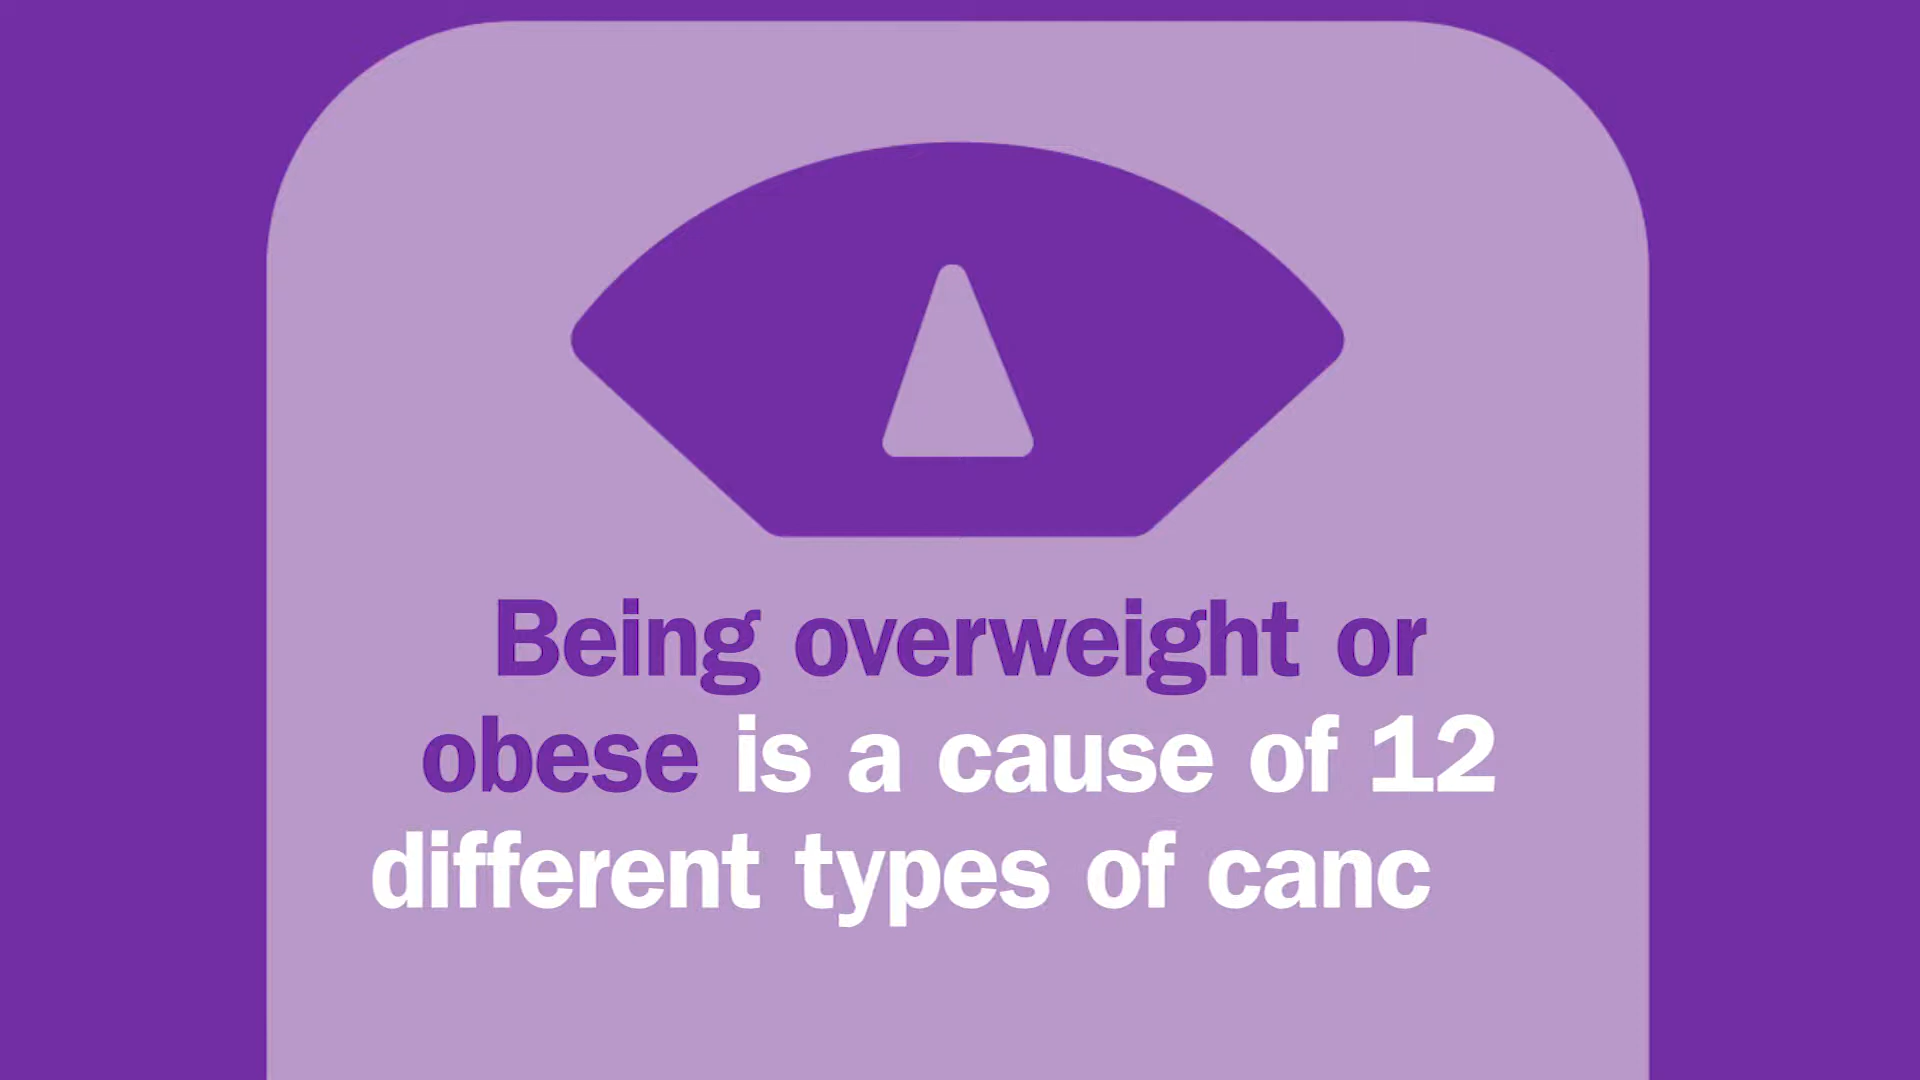 Being overweight or
obese is a cause of 12
different types of canc